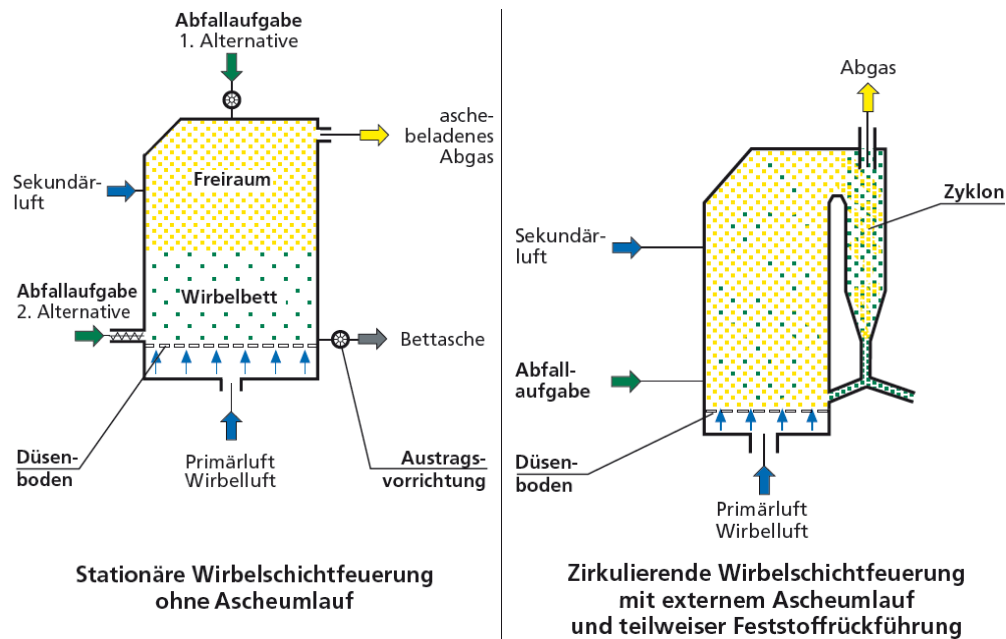 Abfallaufgabe
1. Alternative
asche-
beladenes
Abgas
Sekundär-
luft
Freiraum
Abfallaufgabe
2. Alternative
Wirbelbett
Bettasche
Düsen-
boden
Primärluft
Wirbelluft
Austrags-
vorrichtung
Stationäre Wirbelschichtfeuerung
ohne Ascheumlauf
Abgas
Zyklon
Sekundär-
luft
Abfall-
aufgabe
Düsen-
boden
Primärluft
Wirbelluft
Zirkulierende Wirbelschichtfeuerung
mit externem Ascheumlauf
und teilweiser Feststoffrückführung